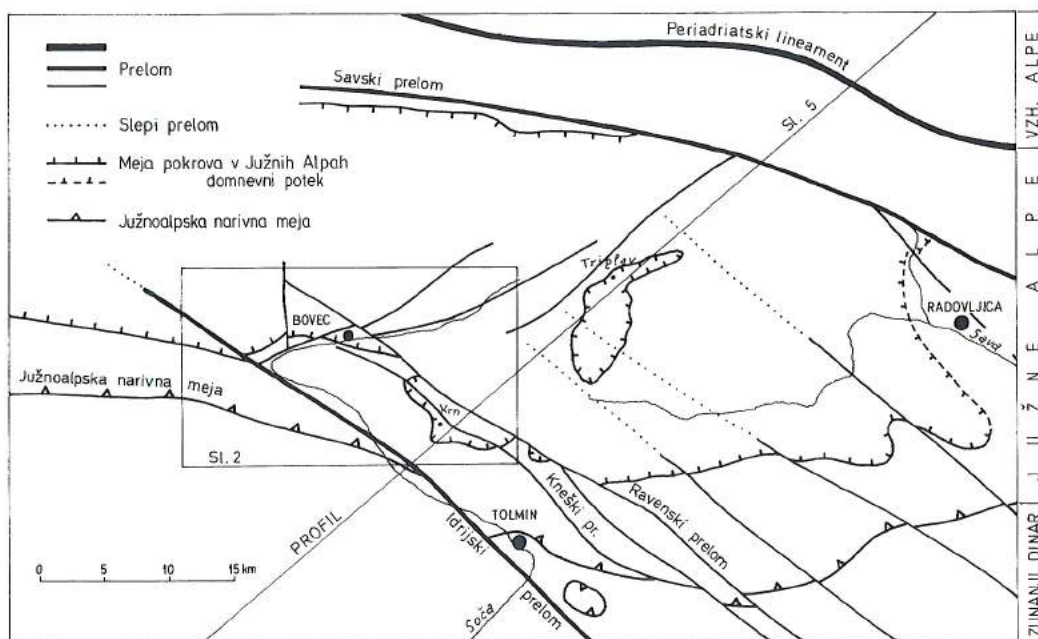 Prelom
Slepi prelom
Meja pokrova v Južnih Alpah
domnevni potek
Južnoalpska narivna meja
Periadriatski lineament
Savski prelom
Sl. 5
VZH. ALPE
JUŽNE ALPE
ZUNANJI DINAR.
Triglav
BOVEC
RADOVLJICA
Sava
Južnoalpska narivna meja
Krn
Sl. 2
PROFIL
TOLMIN
Idrijski prelom
Kneški pr.
Ravenski prelom
Soča
0 5 10 15 km